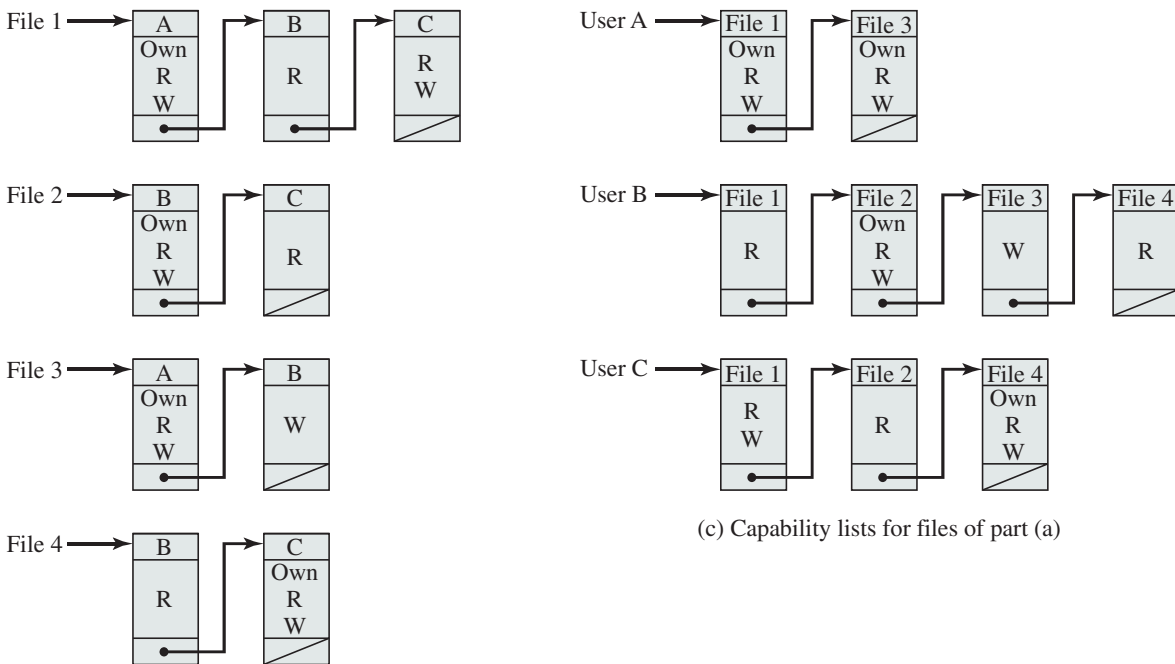 File 1
A
Own
R
W
B
R
C
R
W
File 2
B
Own
R
W
C
R
File 3
A
Own
R
W
B
W
File 4
B
R
C
Own
R
W
User A
File 1
Own
R
W
File 3
Own
R
W
User B
File 1
R
File 2
Own
R
W
File 3
W
File 4
R
User C
File 1
R
W
File 2
R
File 4
Own
R
W
(c) Capability lists for files of part (a)